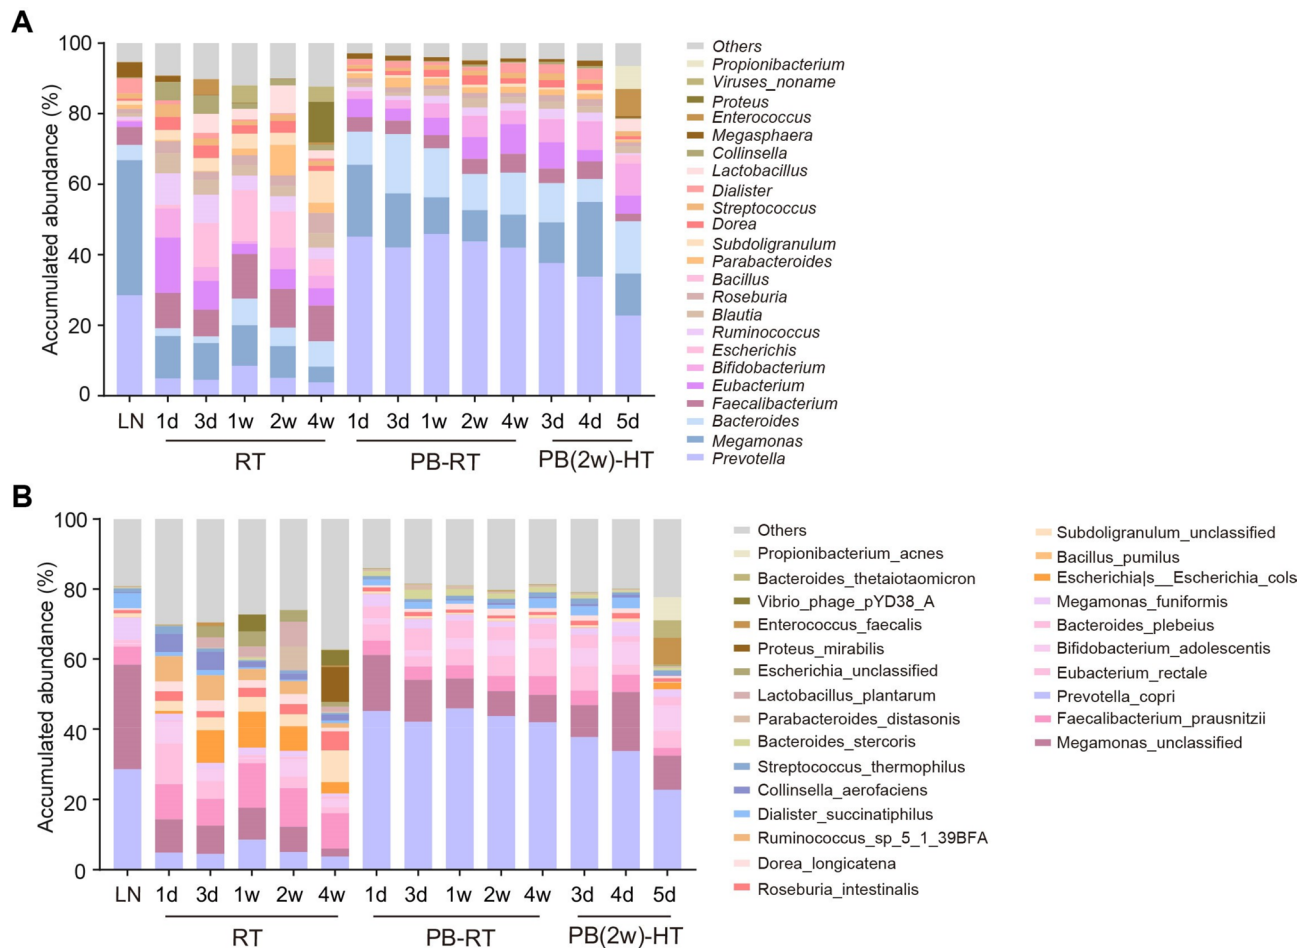 A
Accumulated abundance (%)
100
80
60
40
20
0
LN 1d 3d 1w 2w 4w 1d 3d 1w 2w 4w 3d 4d 5d
RT PB-RT PB(2w)-HT
Others
Propionibacterium
Viruses_noname
Proteus
Enterococcus
Megasphaera
Collinsella
Lactobacillus
Dialister
Streptococcus
Dorea
Subdoligranulum
Parabacteroides
Bacillus
Roseburia
Blautia
Ruminococcus
Escherichis
Bifidobacterium
Eubacterium
Faecalibacterium
Bacteroides
Megamonas
Prevotella
B
Accumulated abundance (%)
100
80
60
40
20
0
LN 1d 3d 1w 2w 4w 1d 3d 1w 2w 4w 3d 4d 5d
RT PB-RT PB(2w)-HT
Others
Propionibacterium_acnes
Bacteroides_thetaiotaomicron
Vibrio_phage_pYD38_A
Enterococcus_faecalis
Proteus_mirabilis
Escherichia_unclassified
Lactobacillus_plantarum
Parabacteroides_distasonis
Bacteroides_stercoris
Streptococcus_thermophilus
Collinsella_aerofaciens
Dialister_succinatiphilus
Ruminococcus_sp_5_1_39BFA
Dorea_longicatena
Roseburia_intestinalis
Subdoligranulum_unclassified
Bacillus_pumilus
Escherichia|s__Escherichia_cols
Megamonas_funiformis
Bacteroides_plebeius
Bifidobacterium_adolescentis
Eubacterium_rectale
Prevotella_copri
Faecalibacterium_prausnitzii
Megamonas_unclassified